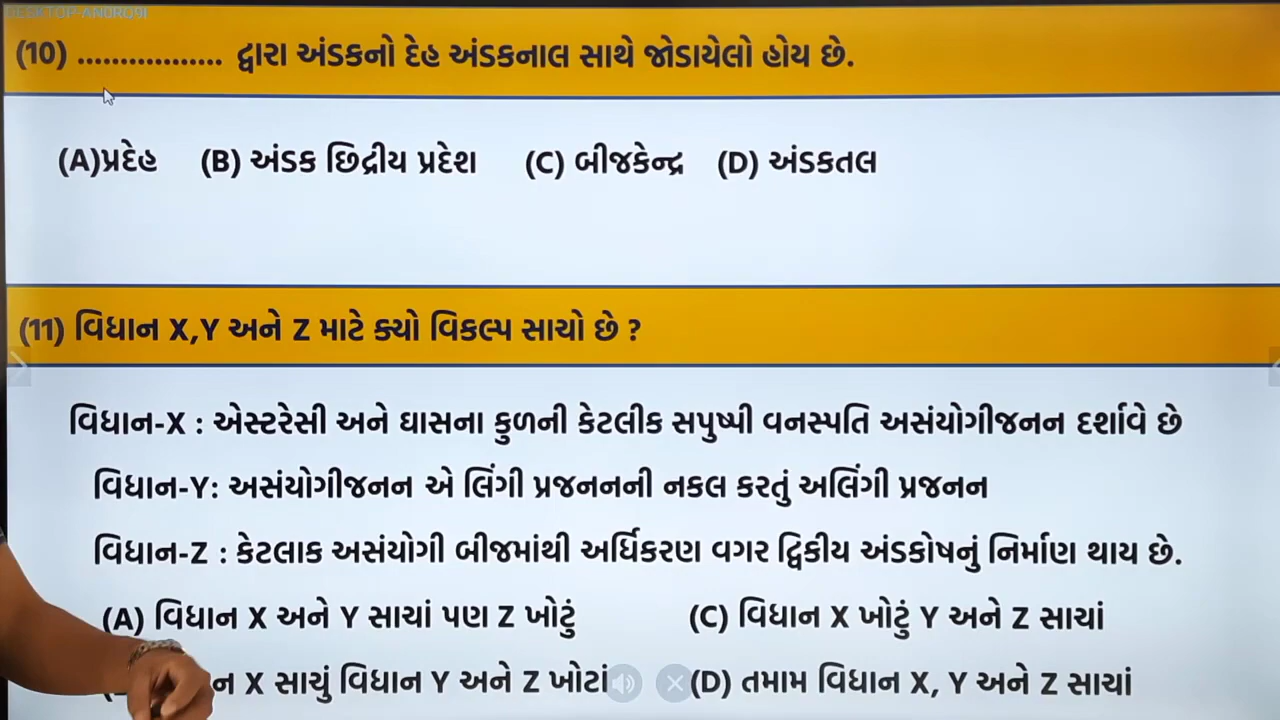 DESKTOP-ANDRO9I
(10) ................. દ્વારા અંડકનો દેહ અંડકનાલ સાથે જોડાયેલો હોય છે.
(A)પ્રદેહ (B) અંડક છિદ્રીય પ્રદેશ (C) બીજકેન્દ્ર (D) અંડકતલ
(11) વિધાન X,Y અને Z માટે ક્યો વિકલ્પ સાચો છે ?
વિધાન-X : એસ્ટરેસી અને ઘાસના કુળની કેટલીક સપુષ્પી વનસ્પતિ અસંયોગીજનન દર્શાવે છે
વિધાન-Y: અસંયોગીજનન એ લિંગી પ્રજનનની નકલ કરતું અલિંગી પ્રજનન
વિધાન-Z : કેટલાક અસંયોગી બીજમાંથી અર્ધિકરણ વગર દ્વિકીય અંડકોષનું નિર્માણ થાય છે.
(A) વિધાન X અને Y સાચાં પણ Z ખોટું (C) વિધાન X ખોટું Y અને Z સાચાં
ન X સાચું વિધાન Y અને Z ખોટાં (D) તમામ વિધાન X, Y અને Z સાચાં